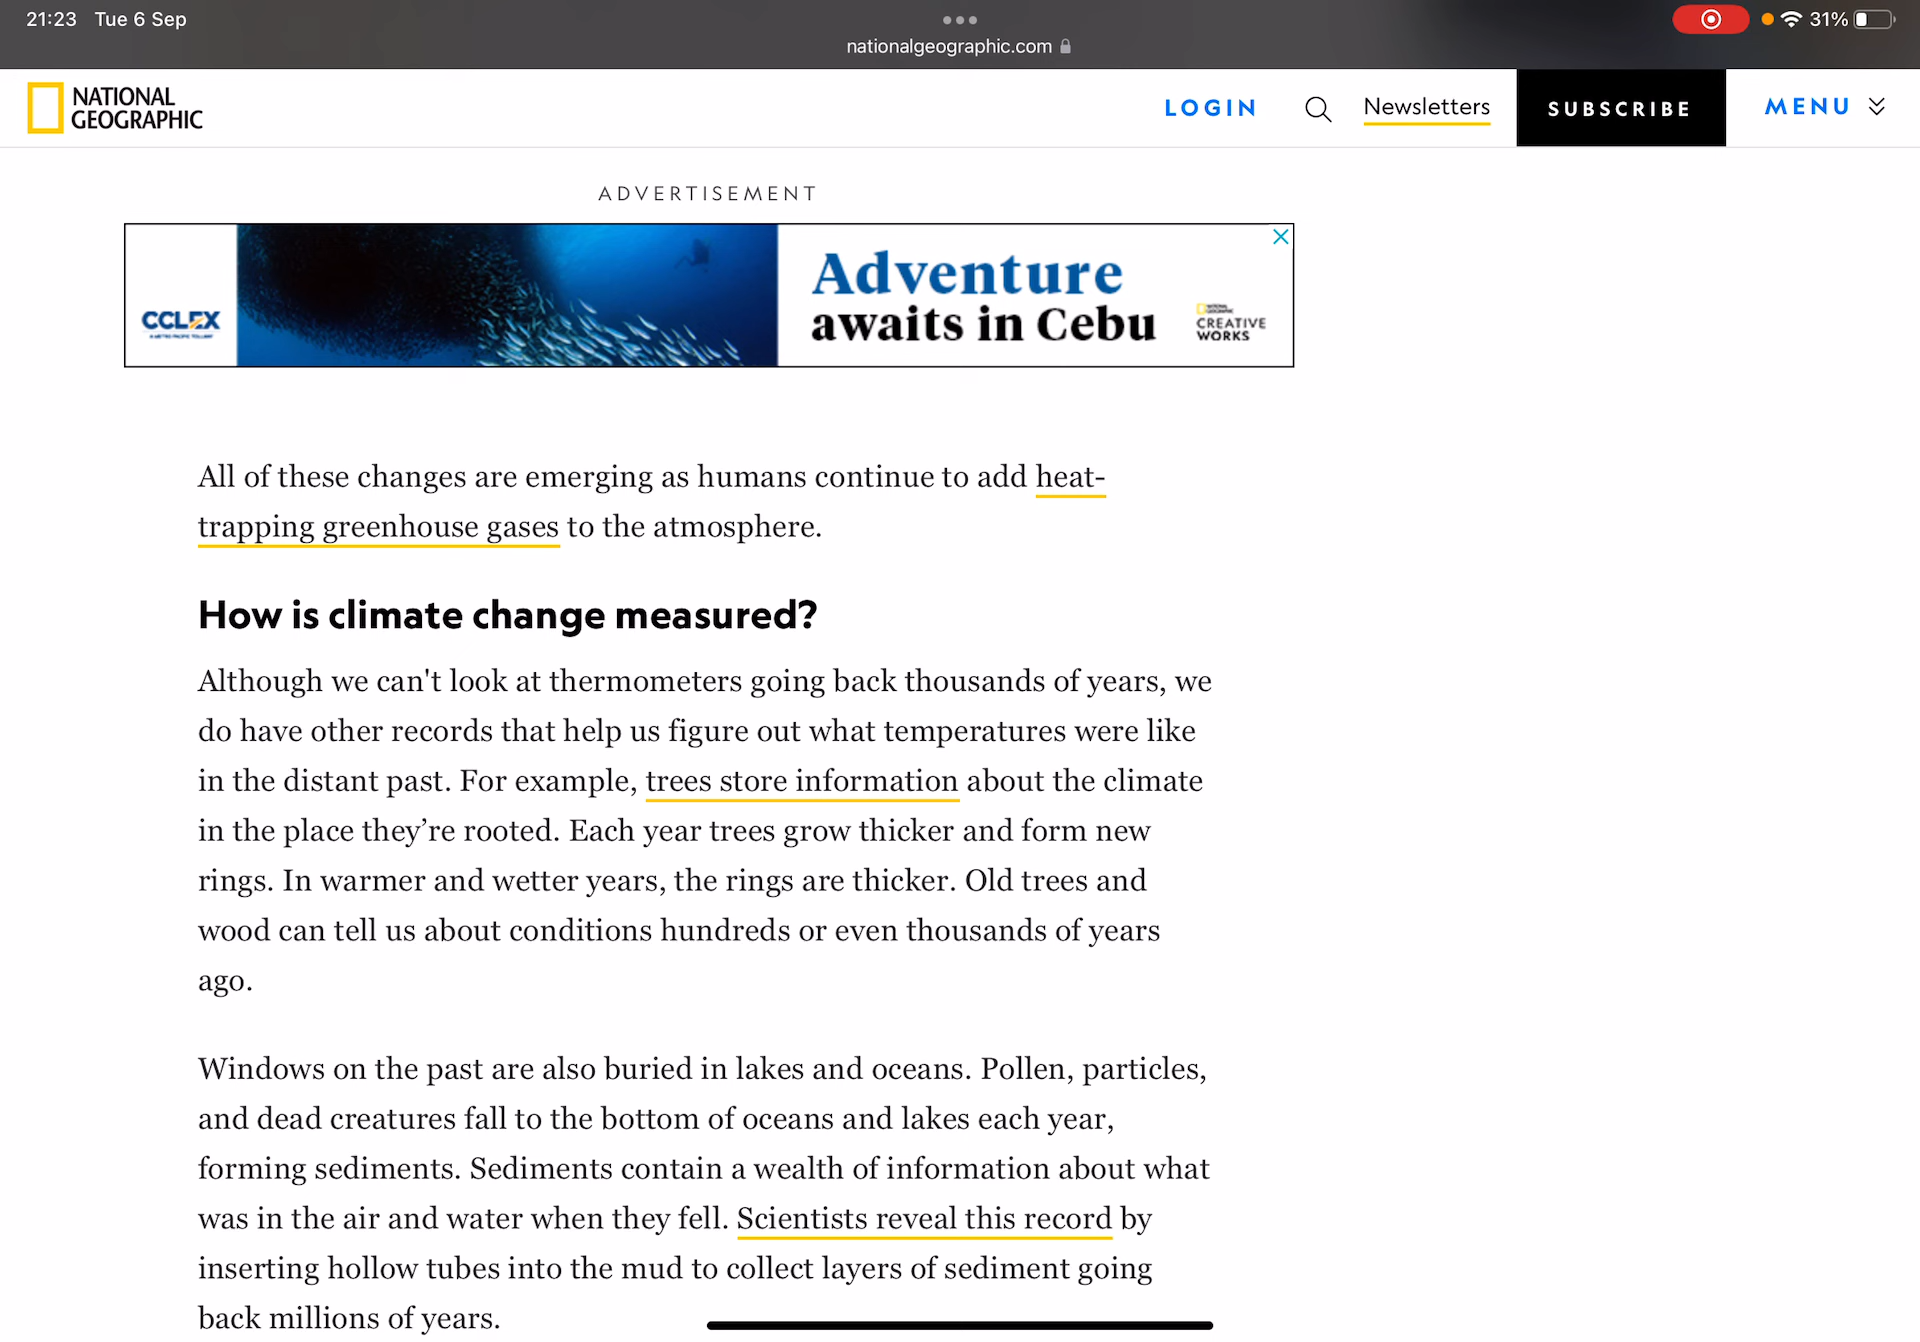 21:23 Tue 6 Sep
31%
nationalgeographic.com
NATIONAL
GEOGRAPHIC
LOGIN
Newsletters
SUBSCRIBE
MENU
ADVERTISEMENT
CCLEX
Adventure
awaits in Cebu
CREATIVE
WORKS
All of these changes are emerging as humans continue to add heat-
trapping greenhouse gases to the atmosphere.
How is climate change measured?
Although we can't look at thermometers going back thousands of years, we
do have other records that help us figure out what temperatures were like
in the distant past. For example, trees store information about the climate
in the place they’re rooted. Each year trees grow thicker and form new
rings. In warmer and wetter years, the rings are thicker. Old trees and
wood can tell us about conditions hundreds or even thousands of years
ago.
Windows on the past are also buried in lakes and oceans. Pollen, particles,
and dead creatures fall to the bottom of oceans and lakes each year,
forming sediments. Sediments contain a wealth of information about what
was in the air and water when they fell. Scientists reveal this record by
inserting hollow tubes into the mud to collect layers of sediment going
back millions of years.